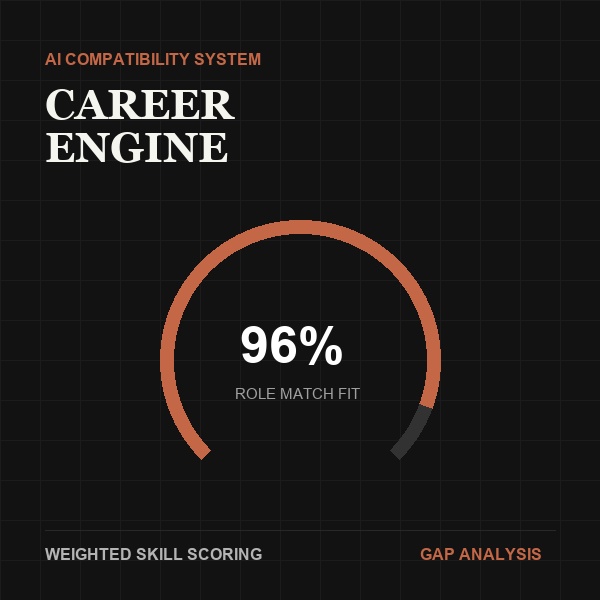 AI COMPATIBILITY SYSTEM
CAREER
ENGINE
96%
ROLE MATCH FIT
WEIGHTED SKILL SCORING
GAP ANALYSIS